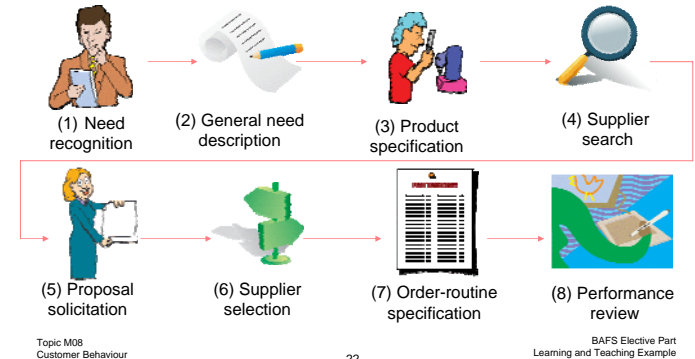 (1) Need
recognition
(2) General need
description
(3) Product
specification
(4) Supplier
search
(5) Proposal
solicitation
(6) Supplier
selection
(7) Order-routine
specification
(8) Performance
review
Topic M08
Customer Behaviour
22
BAFS Elective Part
Learning and Teaching Example